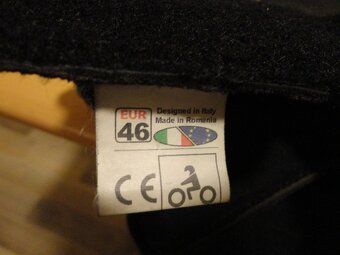 EUR
46
Designed in Italy
Made in Romania
CE